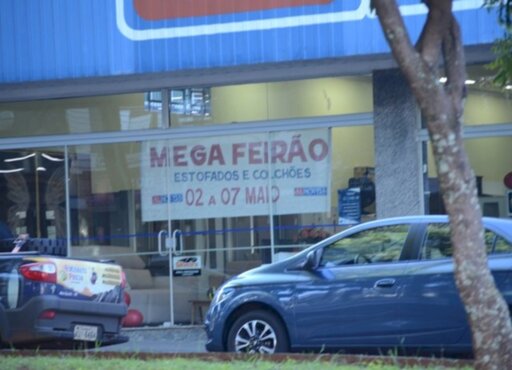 MEGA FEIRÃO
ESTOFADOS E COLCHÕES
02 A 07 MAIO